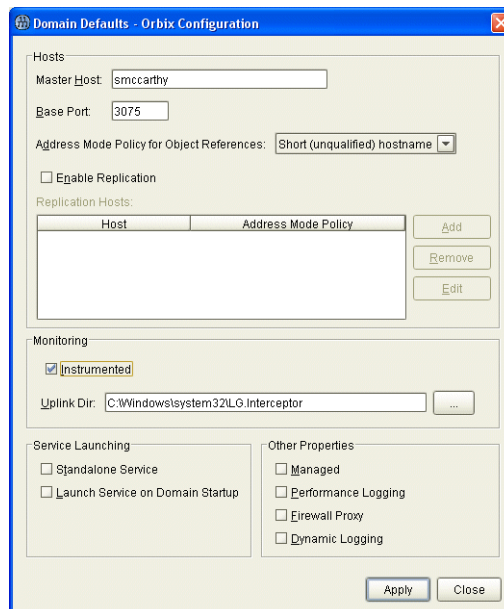 Domain Defaults - Orbix Configuration
Hosts
Master Host: smccarthy
Base Port: 3075
Address Mode Policy for Object References: Short (unqualified) hostname
Enable Replication
Replication Hosts:
Host Address Mode Policy
Add
Remove
Edit
Monitoring
Instrumented
Uplink Dir: C:\Windows\system32\LG.Interceptor ...
Service Launching
Standalone Service
Launch Service on Domain Startup
Other Properties
Managed
Performance Logging
Firewall Proxy
Dynamic Logging
Apply Close